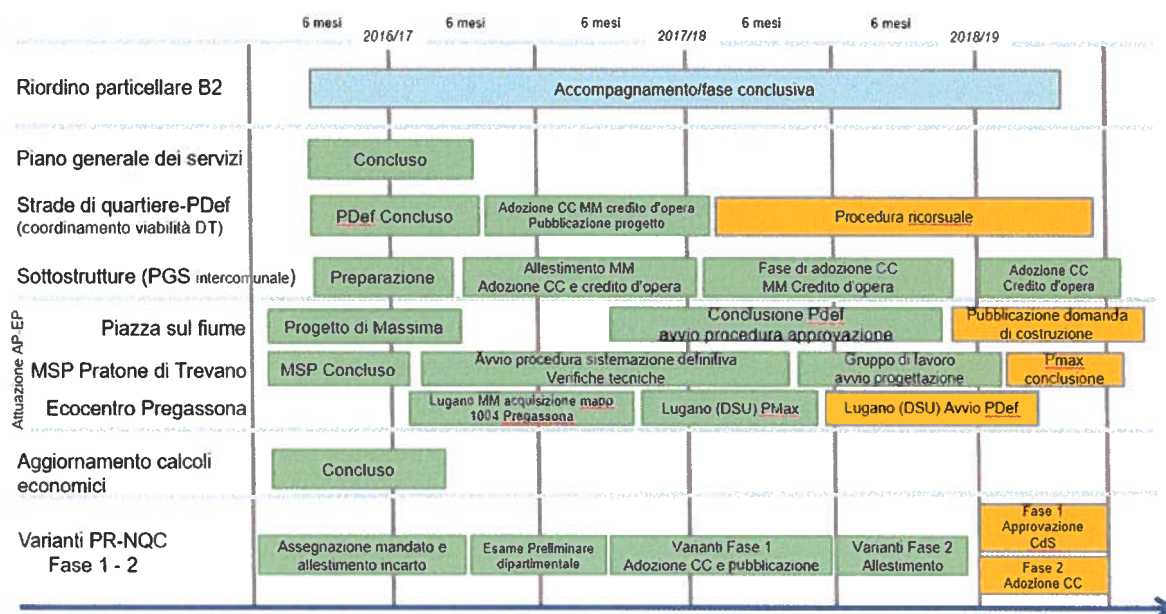 6 mesi 6 mesi 6 mesi 6 mesi 6 mesi
2016/17 2017/18 2018/19
Riordino particellare B2
Accompagnamento/fase conclusiva
Piano generale dei servizi
Concluso
Strade di quartiere-PDef
(coordinamento viabilità DT)
PDef Concluso
Adozione CC MM credito d'opera
Pubblicazione progetto
Procedura ricorsuale
Sottostrutture (PGS intercomunale)
Preparazione
Allestimento MM
Adozione CC e credito d'opera
Fase di adozione CC
MM Credito d'opera
Adozione CC
Credito d'opera
Attuazione AP-EP
Piazza sul fiume
Progetto di Massima
Conclusione Pdef
avvio procedura approvazione
Pubblicazione domanda
di costruzione
MSP Pratone di Trevano
MSP Concluso
Avvio procedura sistemazione definitiva
Verifiche tecniche
Gruppo di lavoro
avvio progettazione
Pmax
conclusione
Ecocentro Pregassona
Lugano MM acquisizione mapp
1004 Pregassona
Lugano (DSU) PMax
Lugano (DSU) Avvio PDef
Aggiornamento calcoli
economici
Concluso
Varianti PR-NQC
Fase 1 - 2
Assegnazione mandato e
allestimento incarto
Esame Preliminare
dipartimentale
Varianti Fase 1
Adozione CC e pubblicazione
Varianti Fase 2
Allestimento
Fase 1
Approvazione
CdS
Fase 2
Adozione CC